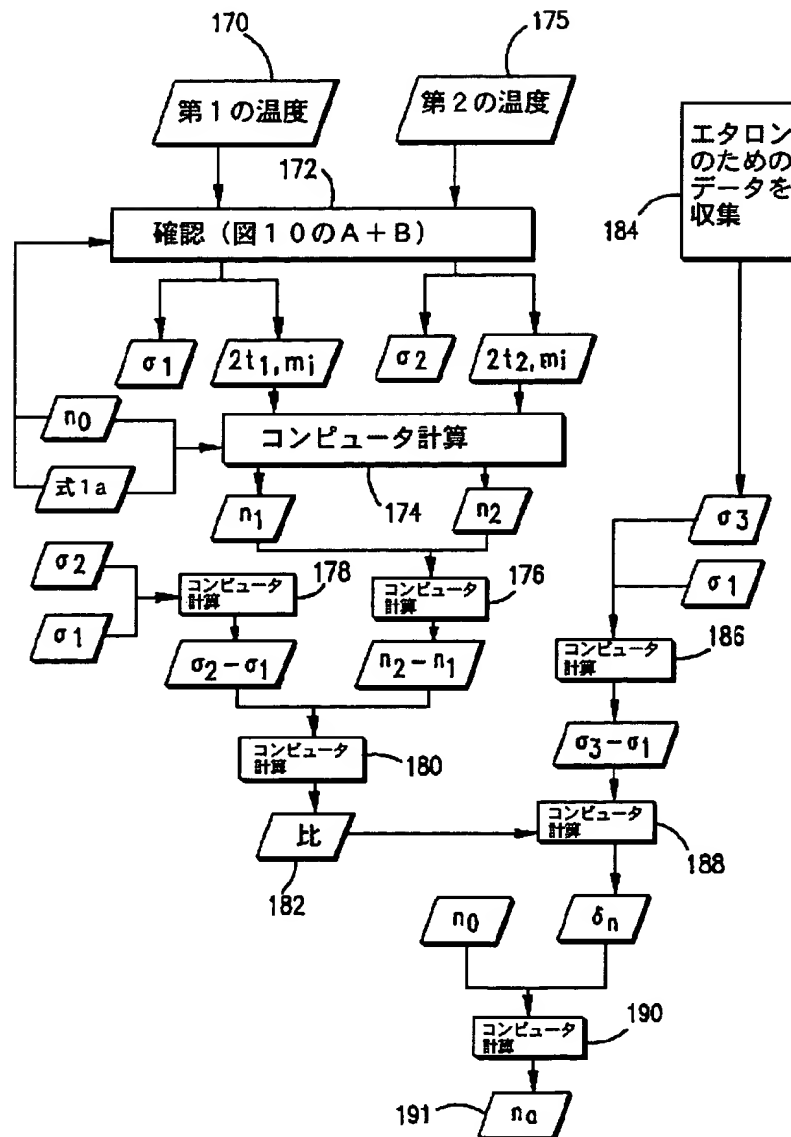 170
175
第1の温度
第2の温度
エタロン
のための
データを
収集
184
172
確認(図10のA+B)
σ1
2t1,mi
σ2
2t2,mi
n0
式1a
コンピュータ計算
174
n1
n2
σ3
σ1
σ2
σ1
コンピュータ
計算
178
コンピュータ
計算
176
コンピュータ
計算
186
σ2−σ1
n2−n1
σ3−σ1
コンピュータ
計算
180
比
182
コンピュータ
計算
188
n0
δn
コンピュータ
計算
190
191
na